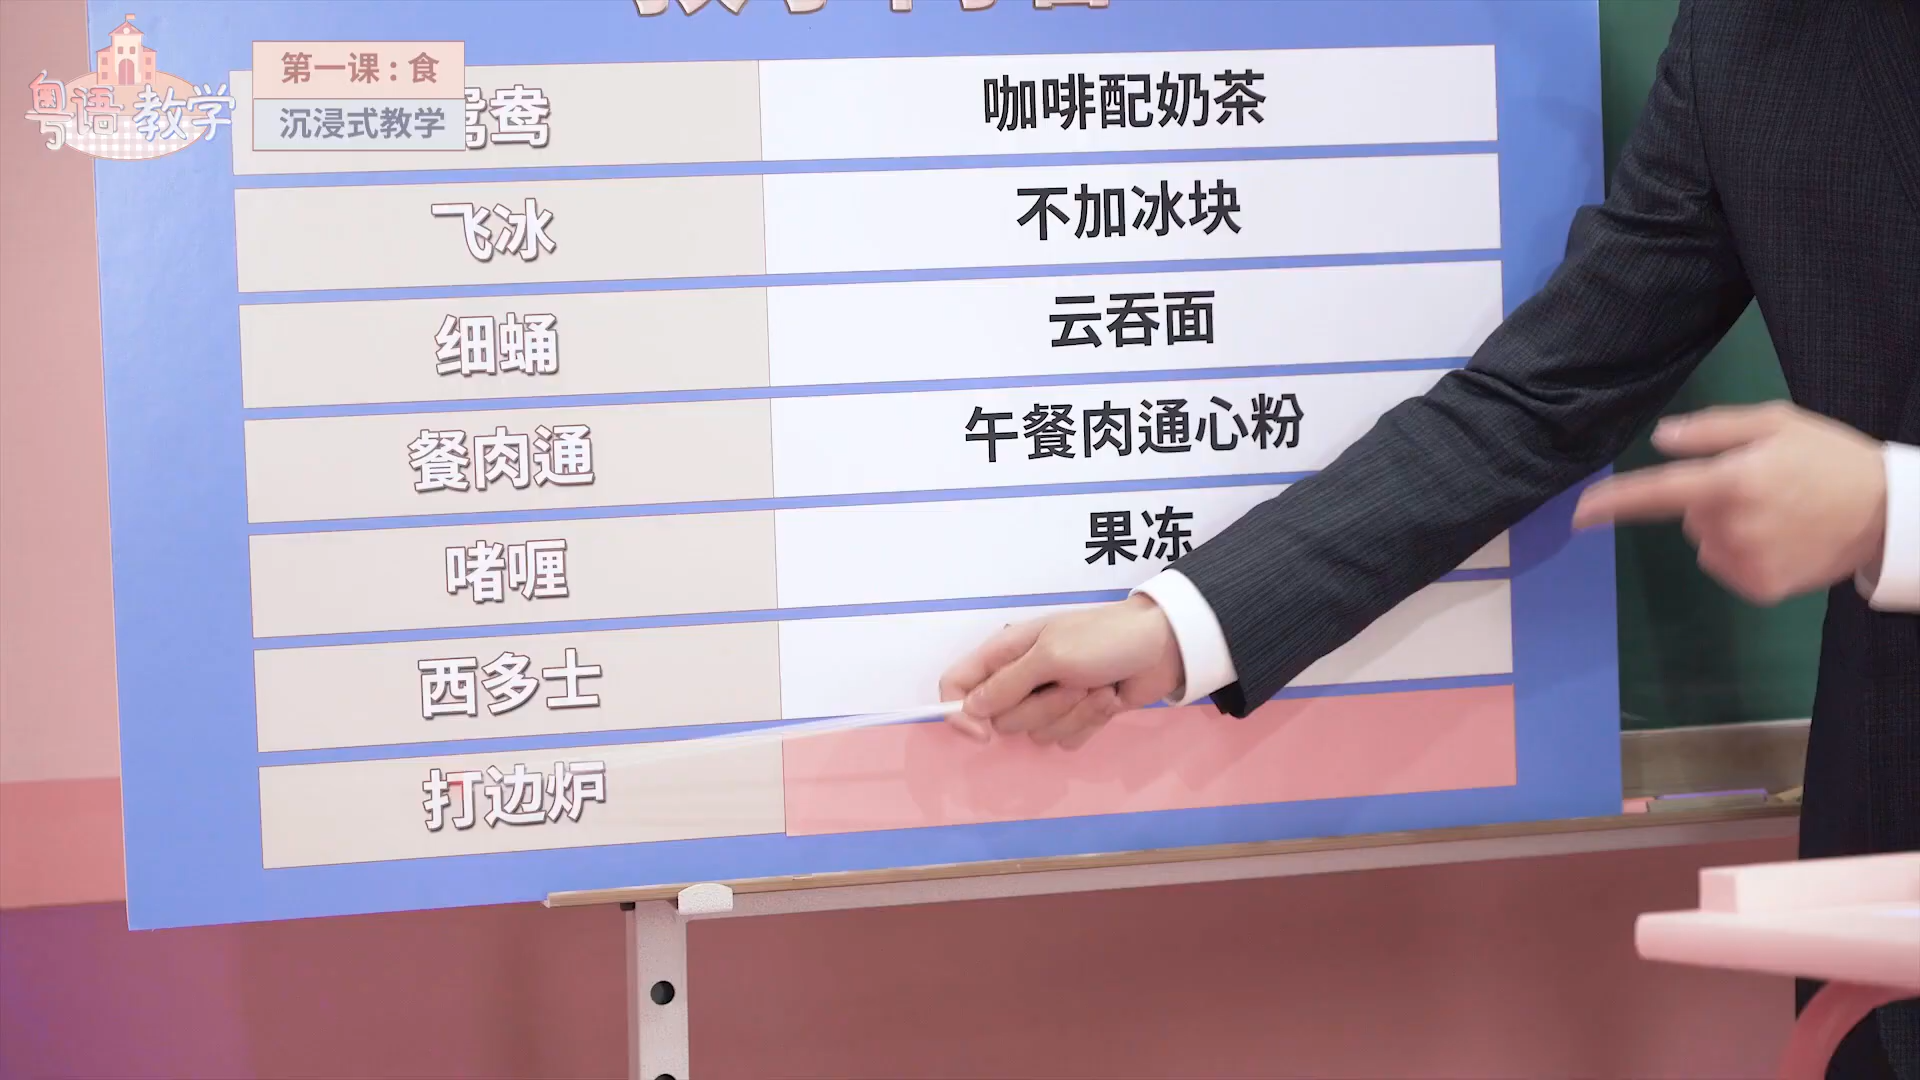 粤语教学
第一课:食
沉浸式教学
鸳鸯
咖啡配奶茶
飞冰
不加冰块
细蛹
云吞面
餐肉通
午餐肉通心粉
啫喱
果冻
西多士
打边炉